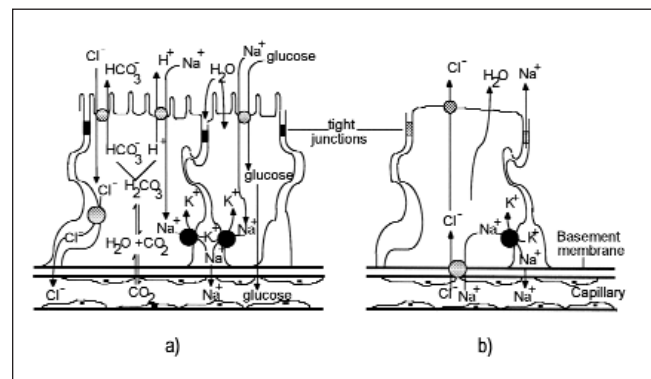 Cl⁻
HCO₃⁻
H⁺
Na⁺
H₂O
Na⁺
glucose
Cl⁻
H₂O
Na⁺
tight
junctions
HCO₃⁻
H⁺
glucose
H₂CO₃
Cl⁻
K⁺
K⁺
Cl⁻
K⁺
Cl⁻
Na⁺
K⁺
Na⁺
Na⁺
K⁺
H₂O + CO₂
Na⁺
Na⁺
Basement
membrane
Cl⁻
CO₂
Na⁺
glucose
Cl⁻
Na⁺
Na⁺
Capillary
a)
b)